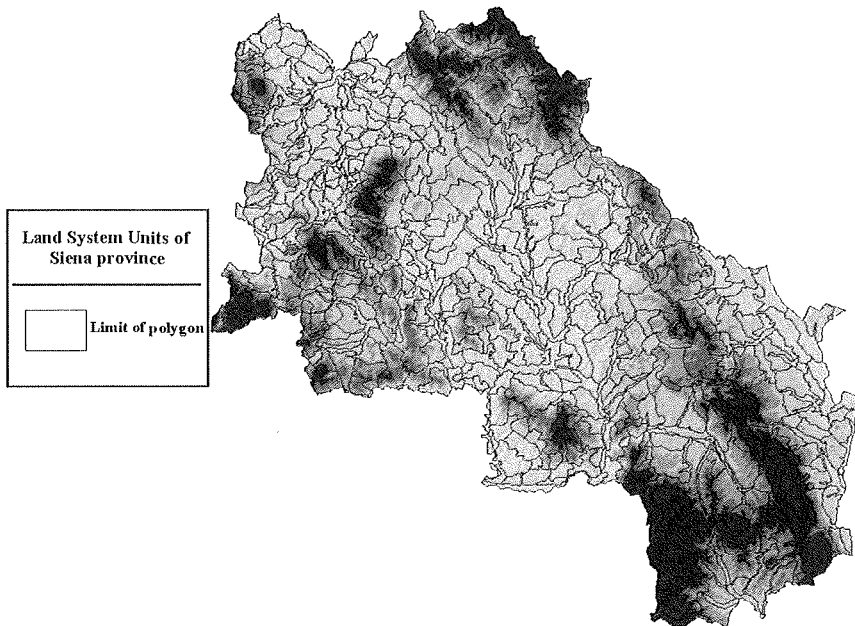 Land System Units of
Siena province
Limit of polygon